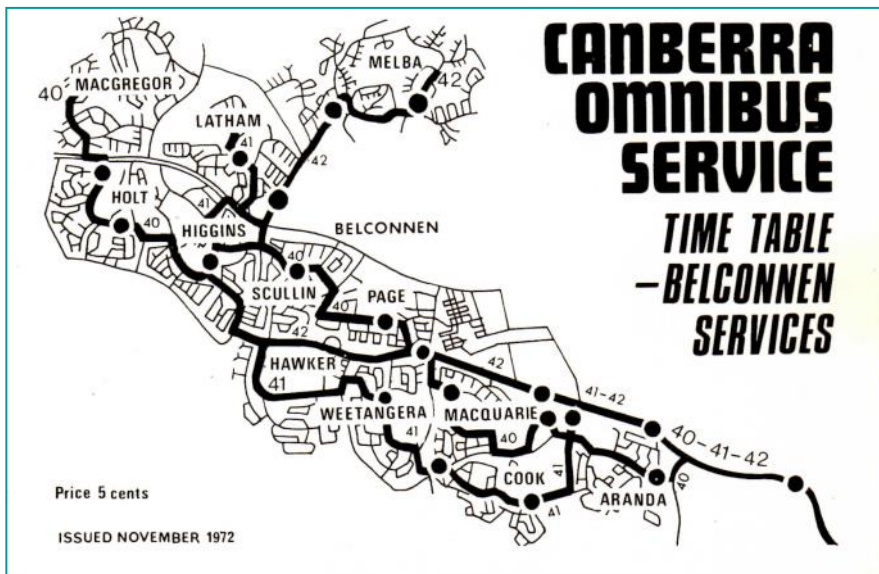 CANBERRA
OMNIBUS
SERVICE
TIME TABLE
–BELCONNEN
SERVICES
MELBA
42
40
MACGREGOR
LATHAM
41
42
HOLT
41
40
HIGGINS
BELCONNEN
40
SCULLIN
40
PAGE
42
HAWKER
41
42
41–42
WEETANGERA
MACQUARIE
41
40
40–41–42
COOK
41
40
ARANDA
41
Price 5 cents
ISSUED NOVEMBER 1972